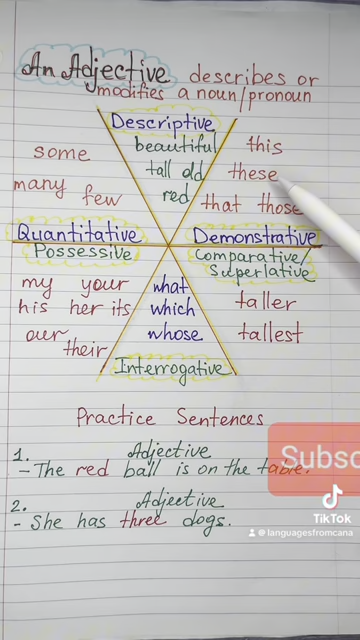 An Adjective describes or
modifies a noun/pronoun
Descriptive
beautiful
tall old
red
some
many few
Quantitative
this
these
that those
Demonstrative
Possessive
my your
his her its
our
their
what
which
whose
Interrogative
Comparative/
Superlative
taller
tallest
Practice Sentences
1. Adjective
- The red ball is on the table.
2. Adjective
- She has three dogs.
Subsc
TikTok
@languagesfromcana